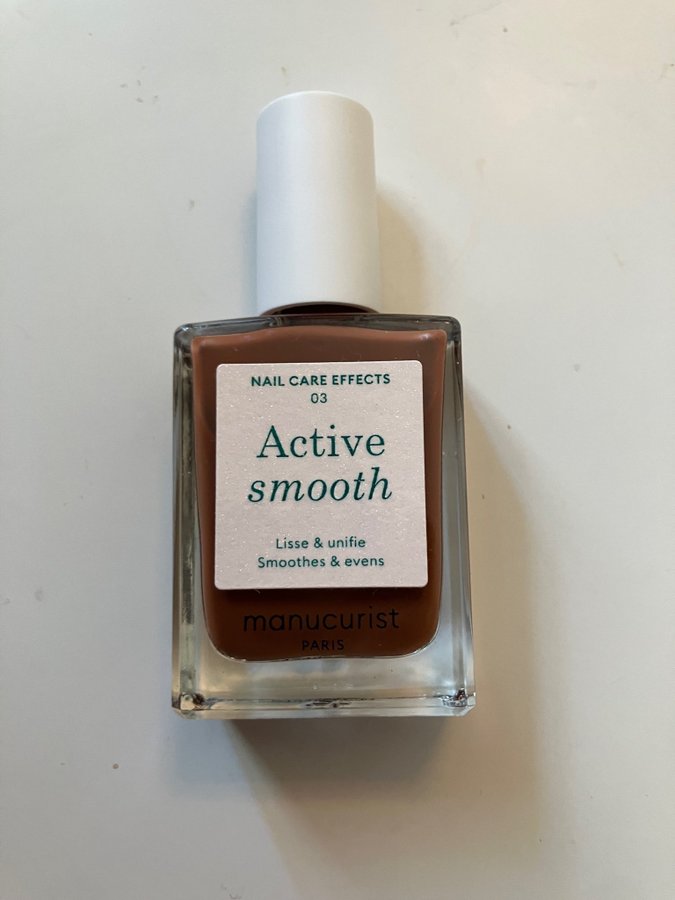 NAIL CARE EFFECTS
03
Active
smooth
Lisse & unifie
Smoothes & evens
manucurist
PARIS